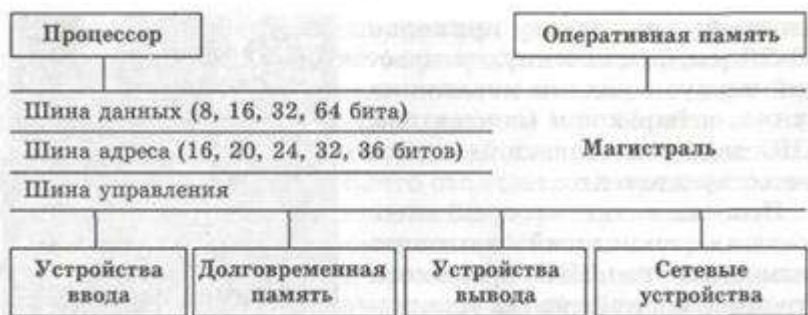 Процессор
Оперативная память
Шина данных (8, 16, 32, 64 бита)
Шина адреса (16, 20, 24, 32, 36 битов)
Магистраль
Шина управления
Устройства
ввода
Долговременная
память
Устройства
вывода
Сетевые
устройства